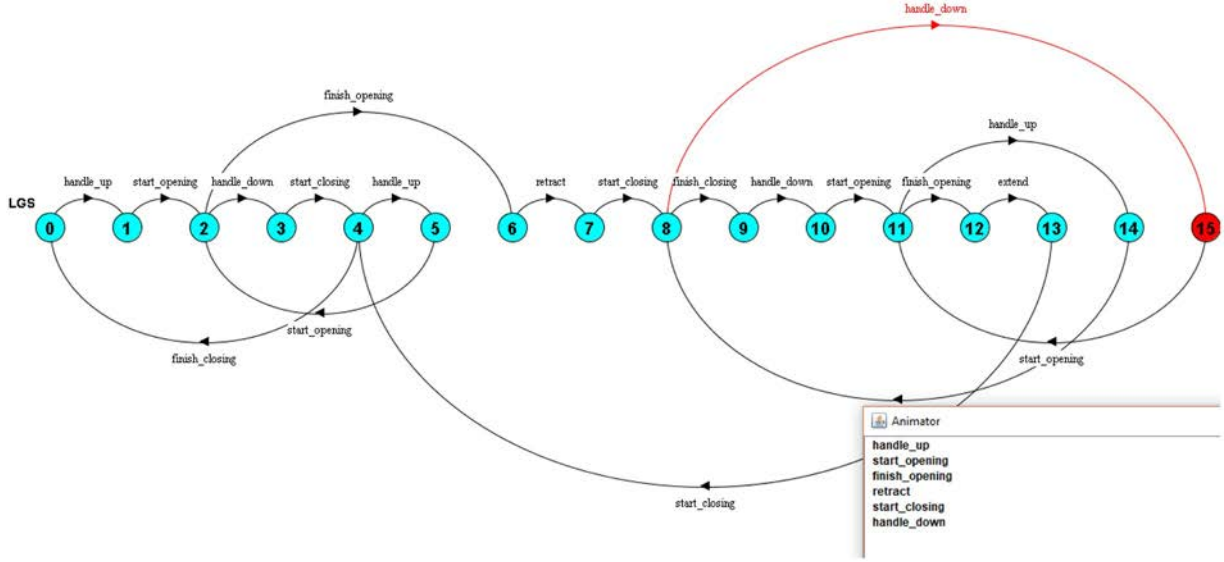 handle_down
finish_opening
handle_up
handle_up
start_opening
handle_down
start_closing
handle_up
retract
start_closing
finish_closing
handle_down
start_opening
finish_opening
extend
LGS
0
1
2
3
4
5
6
7
8
9
10
11
12
13
14
15
start_opening
finish_closing
start_opening
start_closing
Animator
handle_up
start_opening
finish_opening
retract
start_closing
handle_down